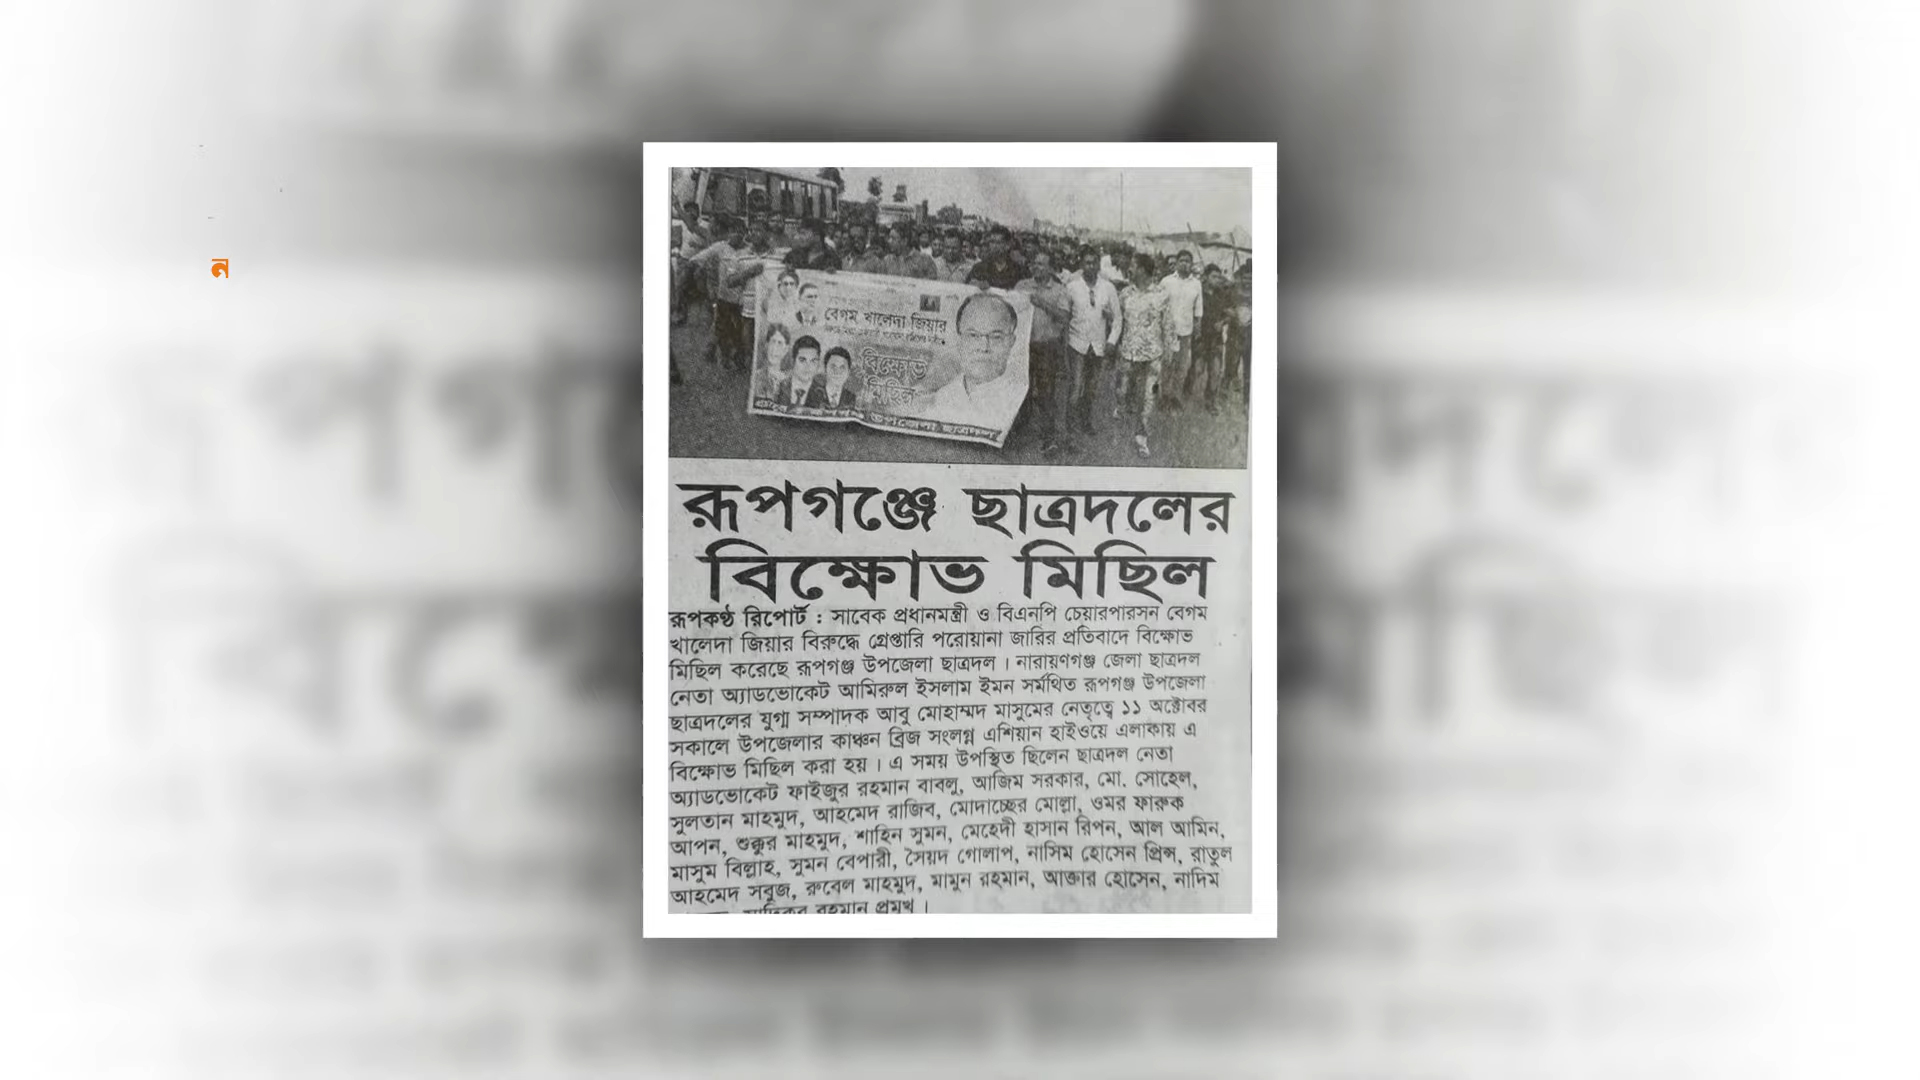 ন
বেগম খালেদা জিয়ার
বিক্ষোভ
মিছিল
উপজেলা ছাত্রদল
রূপগঞ্জে ছাত্রদলের
বিক্ষোভ মিছিল
রূপকণ্ঠ রিপোর্ট : সাবেক প্রধানমন্ত্রী ও বিএনপি চেয়ারপারসন বেগম
খালেদা জিয়ার বিরুদ্ধে গ্রেপ্তারি পরোয়ানা জারির প্রতিবাদে বিক্ষোভ
মিছিল করেছে রূপগঞ্জ উপজেলা ছাত্রদল । নারায়ণগঞ্জ জেলা ছাত্রদল
নেতা অ্যাডভোকেট আমিরুল ইসলাম ইমন সমর্থিত রূপগঞ্জ উপজেলা
ছাত্রদলের যুগ্ম সম্পাদক আবু মোহাম্মদ মাসুমের নেতৃত্বে ১১ অক্টোবর
সকালে উপজেলার কাঞ্চন ব্রিজ সংলগ্ন এশিয়ান হাইওয়ে এলাকায় এ
বিক্ষোভ মিছিল করা হয় । এ সময় উপস্থিত ছিলেন ছাত্রদল নেতা
অ্যাডভোকেট ফাইজুর রহমান বাবলু, আজিম সরকার, মো. সোহেল,
সুলতান মাহমুদ, আহমেদ রাজিব, মোদাচ্ছের মোল্লা, ওমর ফারুক
আপন, শুক্কুর মাহমুদ, শাহিন সুমন, মেহেদী হাসান রিপন, আল আমিন,
মাসুম বিল্লাহ, সুমন বেপারী, সৈয়দ গোলাপ, নাসিম হোসেন প্রিন্স, রাতুল
আহমেদ সবুজ, রুবেল মাহমুদ, মামুন রহমান, আক্তার হোসেন, নাদিম
রহমান প্রমুখ ।